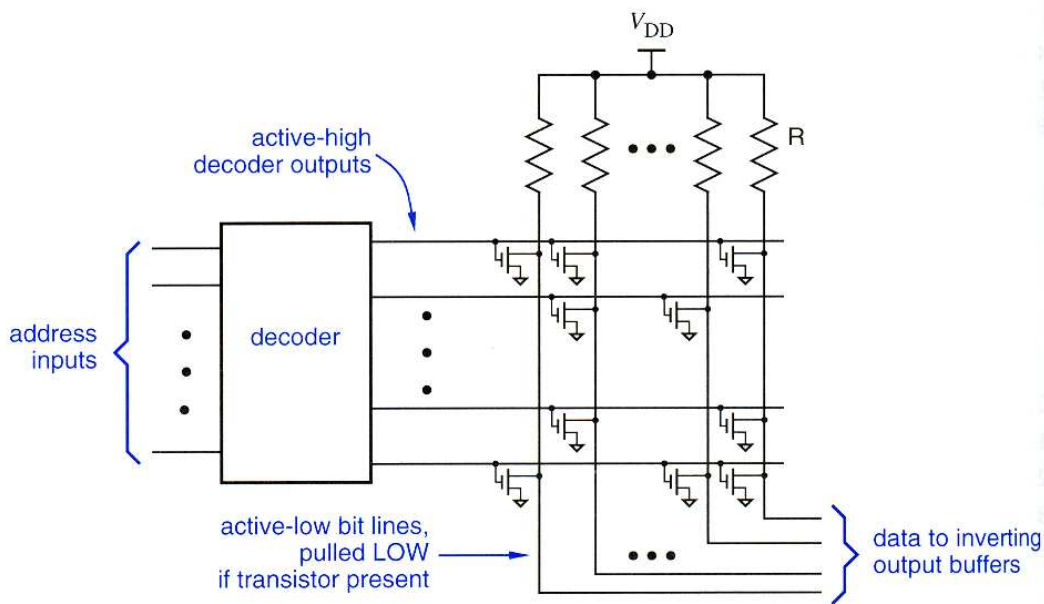 V_DD
R
active-high
decoder outputs
address
inputs
decoder
active-low bit lines,
pulled LOW
if transistor present
data to inverting
output buffers